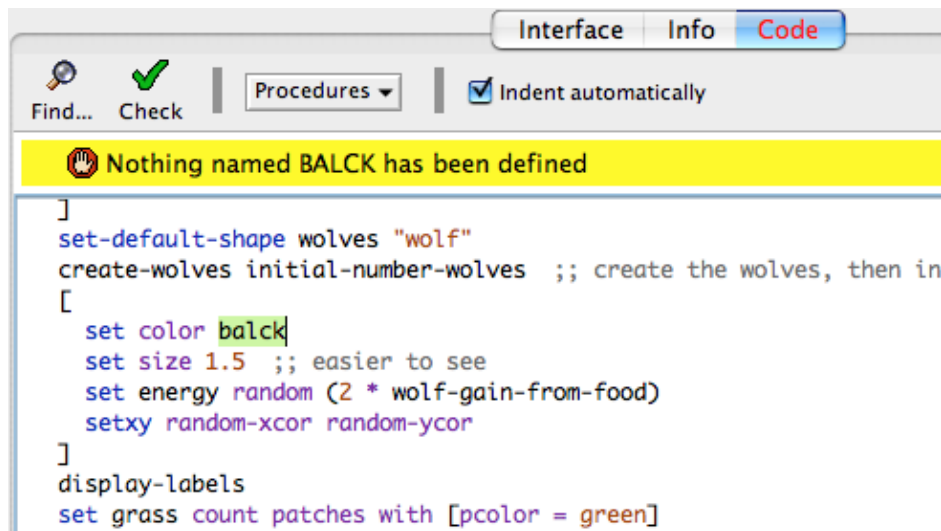 Interface Info Code
Find... Check Procedures Indent automatically
Nothing named BALCK has been defined
]
set-default-shape wolves "wolf"
create-wolves initial-number-wolves ;; create the wolves, then in
[
set color balck
set size 1.5 ;; easier to see
set energy random (2 * wolf-gain-from-food)
setxy random-xcor random-ycor
]
display-labels
set grass count patches with [pcolor = green]